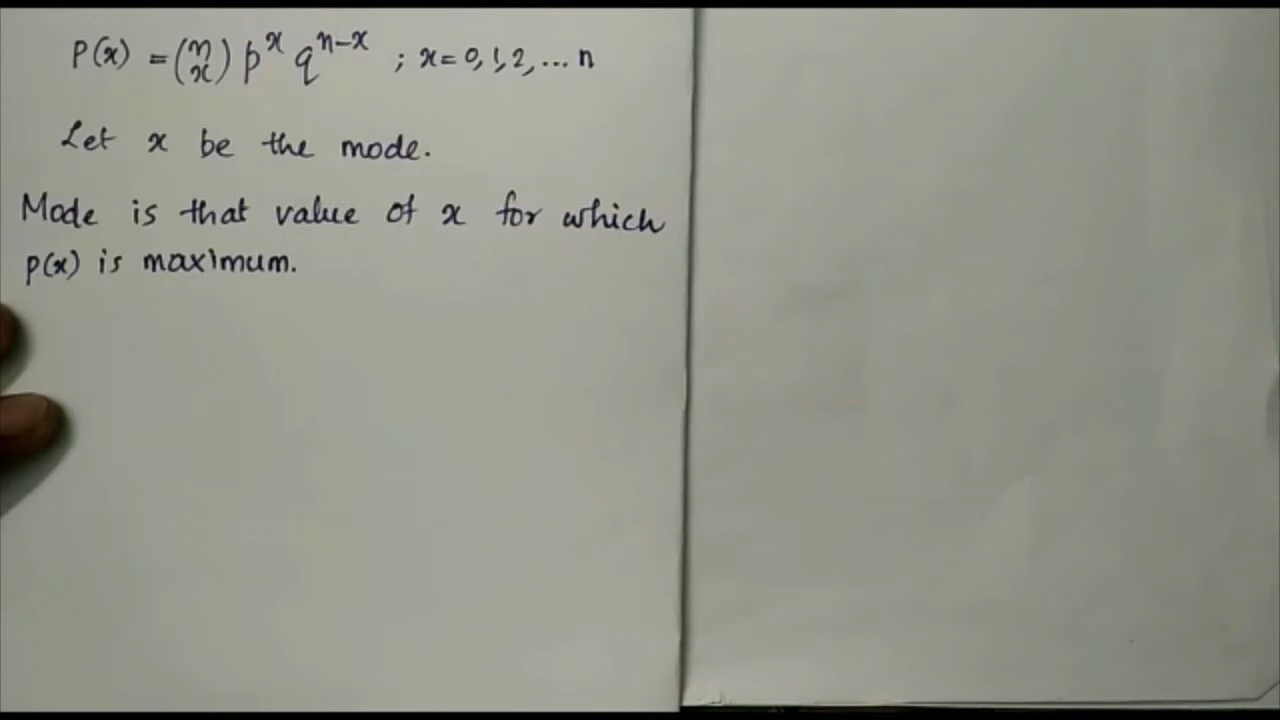 P(x) = (n x) p^x q^{n-x} ; x = 0, 1, 2, ... n
Let x be the mode.
Mode is that value of x for which
p(x) is maximum.